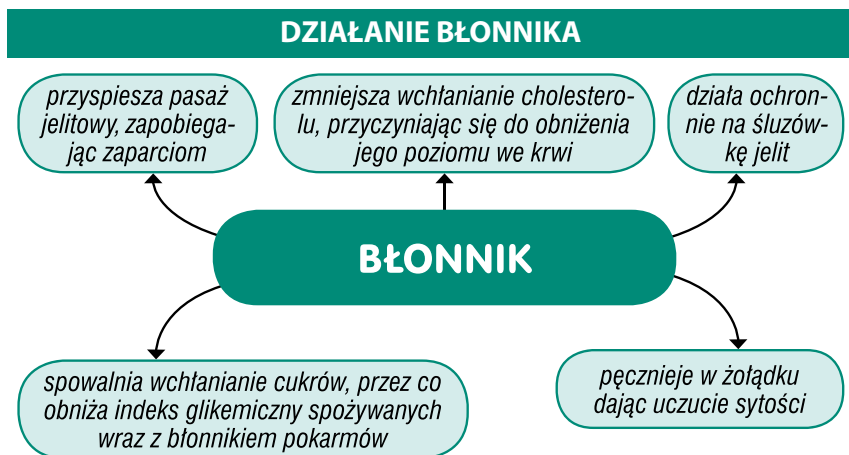 DZIAŁANIE BŁONNIKA
przyspiesza pasaż
jelitowy, zapobiega-
jąc zaparciom
zmniejsza wchłanianie cholestero-
lu, przyczyniając się do obniżenia
jego poziomu we krwi
działa ochron-
nie na śluzów-
kę jelit
BŁONNIK
spowalnia wchłanianie cukrów, przez co
obniża indeks glikemiczny spożywanych
wraz z błonnikiem pokarmów
pęcznieje w żołądku
dając uczucie sytości